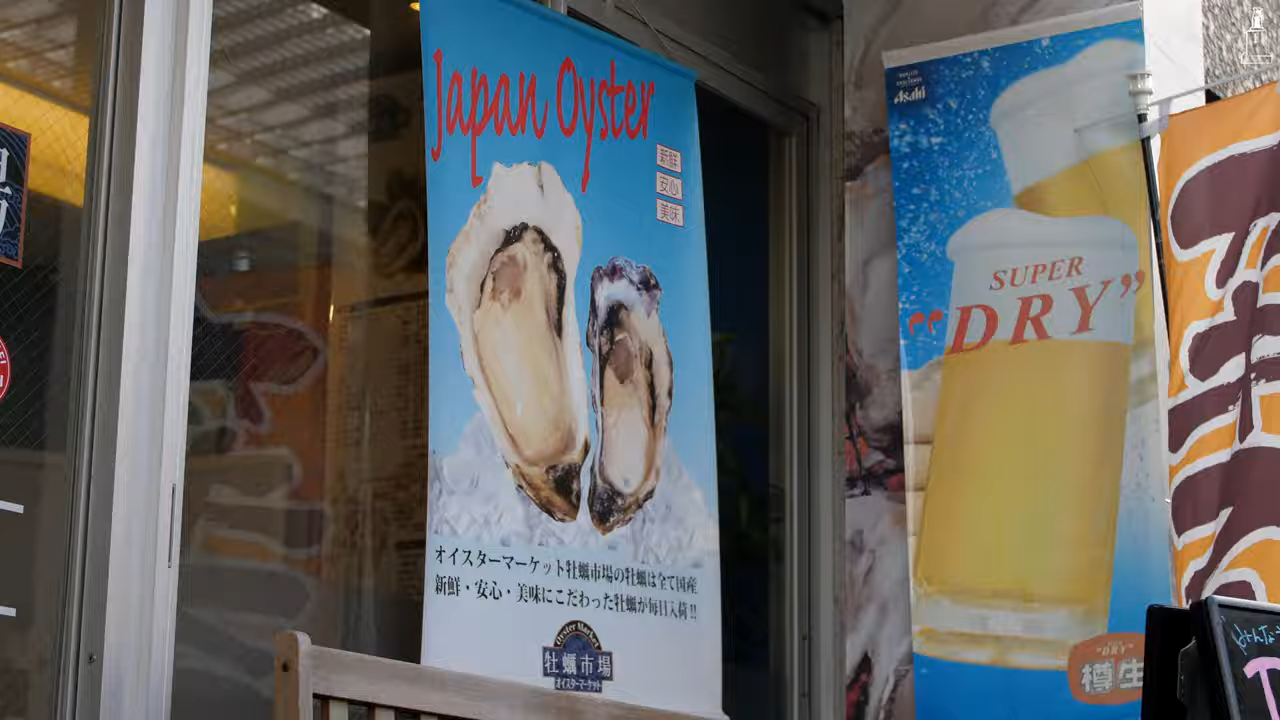 Japan Oyster
新鮮
安心
美味
オイスターマーケット牡蠣市場の牡蠣は全て国産
新鮮・安心・美味にこだわった牡蠣が毎日入荷!!
Oyster Market
牡蠣市場
オイスターマーケット
Asahi
SUPER
“DRY”
"DRY"
樽生